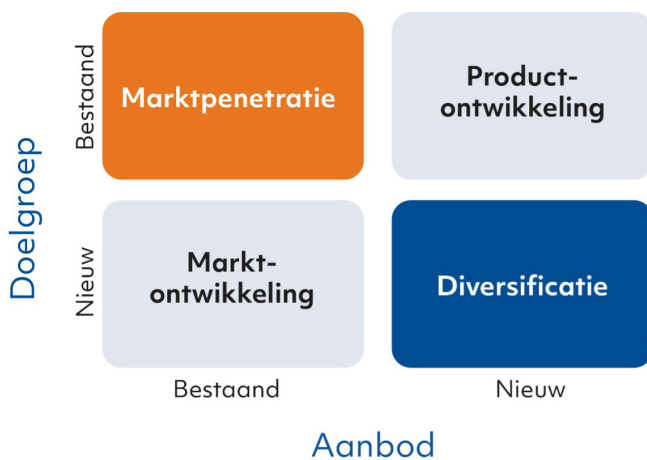 Doelgroep
Bestaand
Marktpenetratie
Product-
ontwikkeling
Nieuw
Markt-
ontwikkeling
Diversificatie
Bestaand
Nieuw
Aanbod